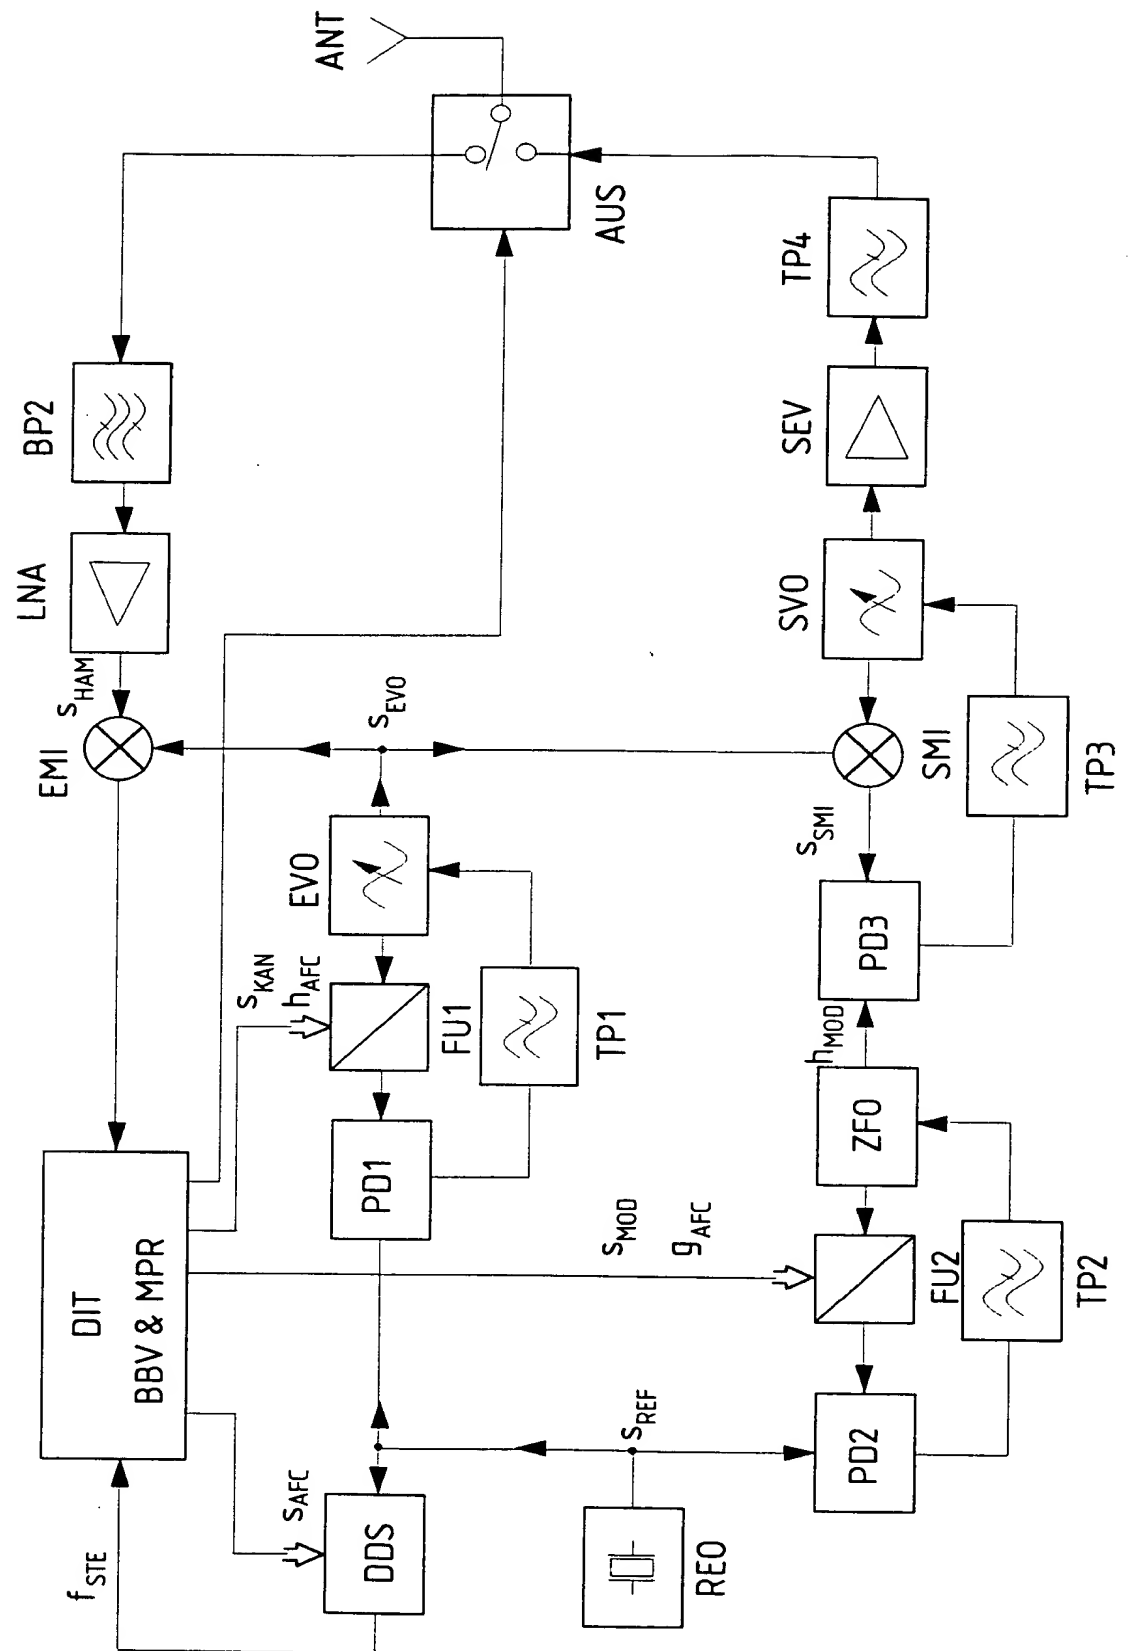 ANT
AUS
BP2
LNA
s_HAM
EMI
s_EVO
EVO
s_KAN
h_AFC
FU1
TP1
PD1
DIT
BBV & MPR
f_STE
s_AFC
DDS
s_REF
REO
s_MOD
g_AFC
FU2
TP2
PD2
ZFO
h_MOD
PD3
s_SMI
SMI
TP3
SVO
SEV
TP4